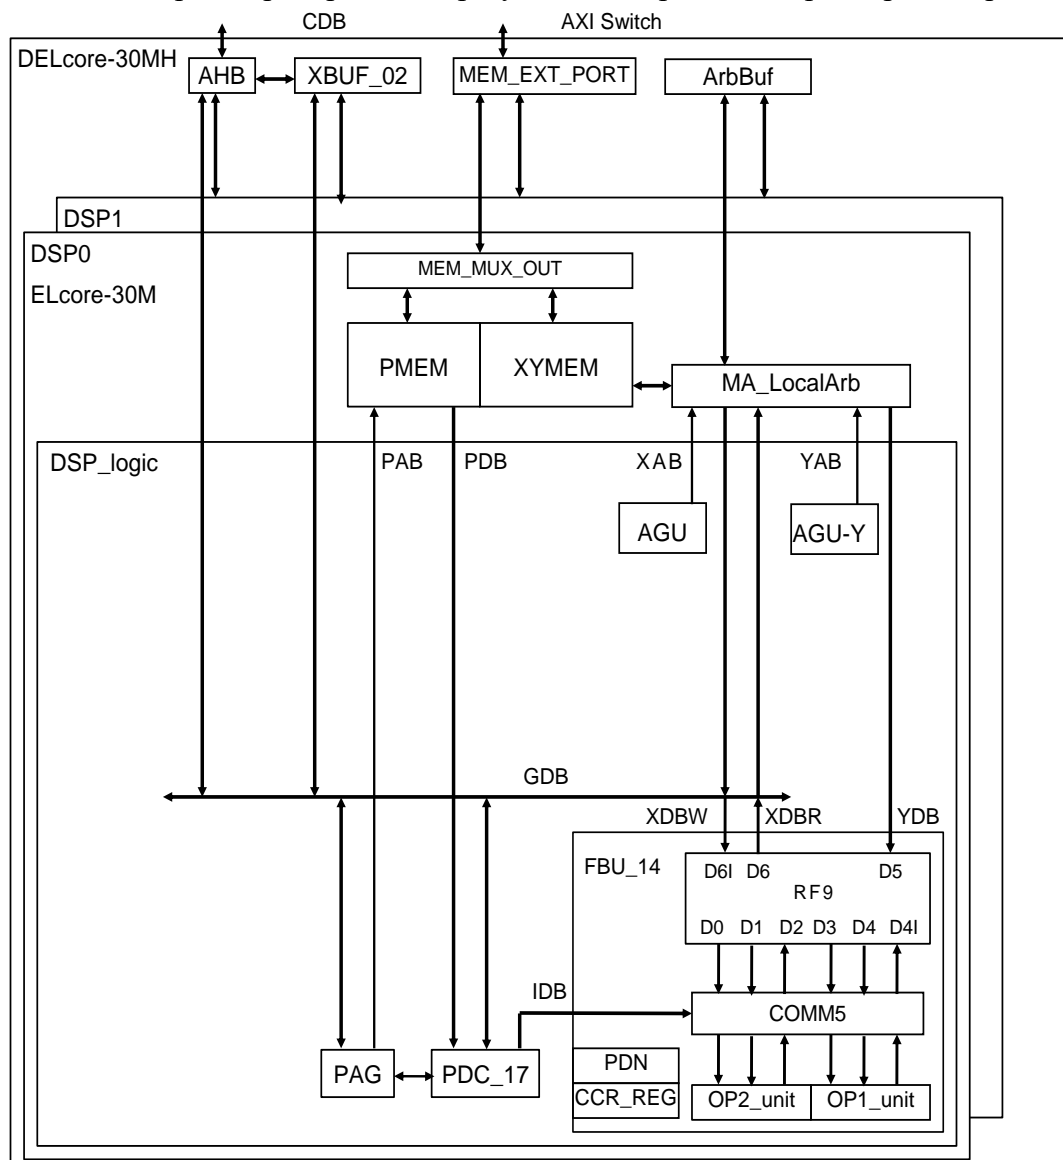 CDB AXI Switch
DELcore-30MH
AHB XBUF_02 MEM_EXT_PORT ArbBuf
DSP1
DSP0
MEM_MUX_OUT
ELcore-30M
PMEM XYMEM MA_LocalArb
DSP_logic PAB PDB XAB YAB
AGU AGU-Y
GDB
XDBW XDBR YDB
FBU_14 D6I D6 D5
RF9
D0 D1 D2 D3 D4 D4I
IDB
COMM5
PAG PDC_17 PDN
CCR_REG OP2_unit OP1_unit